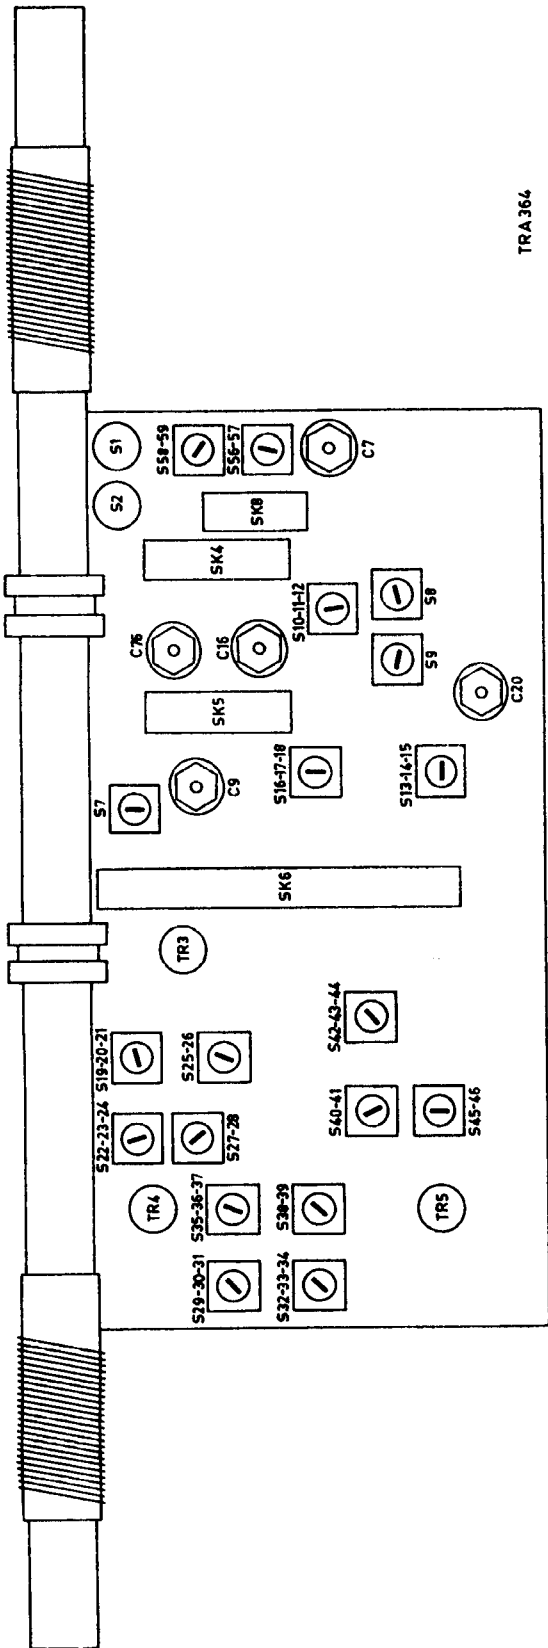 TRA364
S1
S2
S58-59
S56-57
C7
SK8
SK4
S10-11-12
S8
S9
C76
C16
C20
SK5
S7
C9
S16-17-18
S13-14-15
SK6
TR3
S19-20-21
S25-26
S42-43-44
S22-23-24
S27-28
S40-41
S45-46
TR4
S35-36-37
S38-39
TR5
S29-30-31
S32-33-34